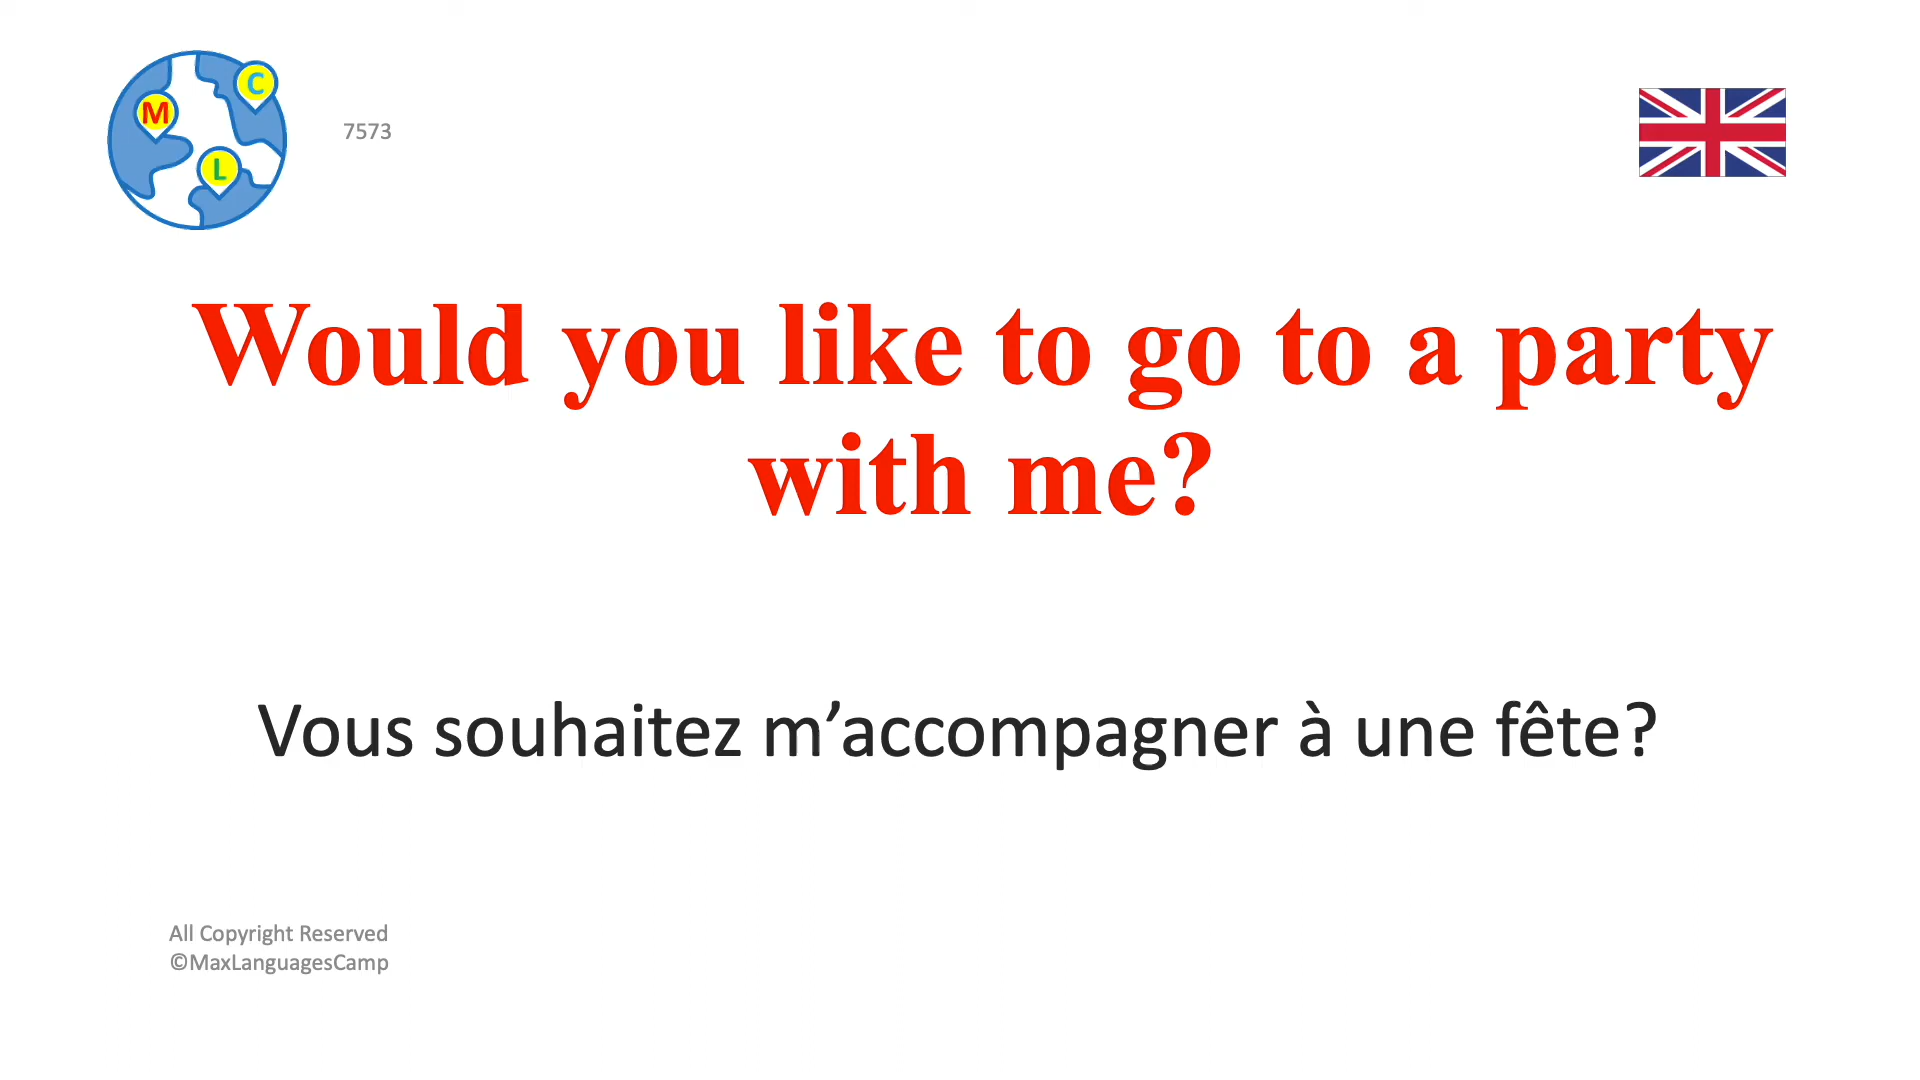 M
C
L
7573
Would you like to go to a party
with me?
Vous souhaitez m’accompagner à une fête?
All Copyright Reserved
©MaxLanguagesCamp